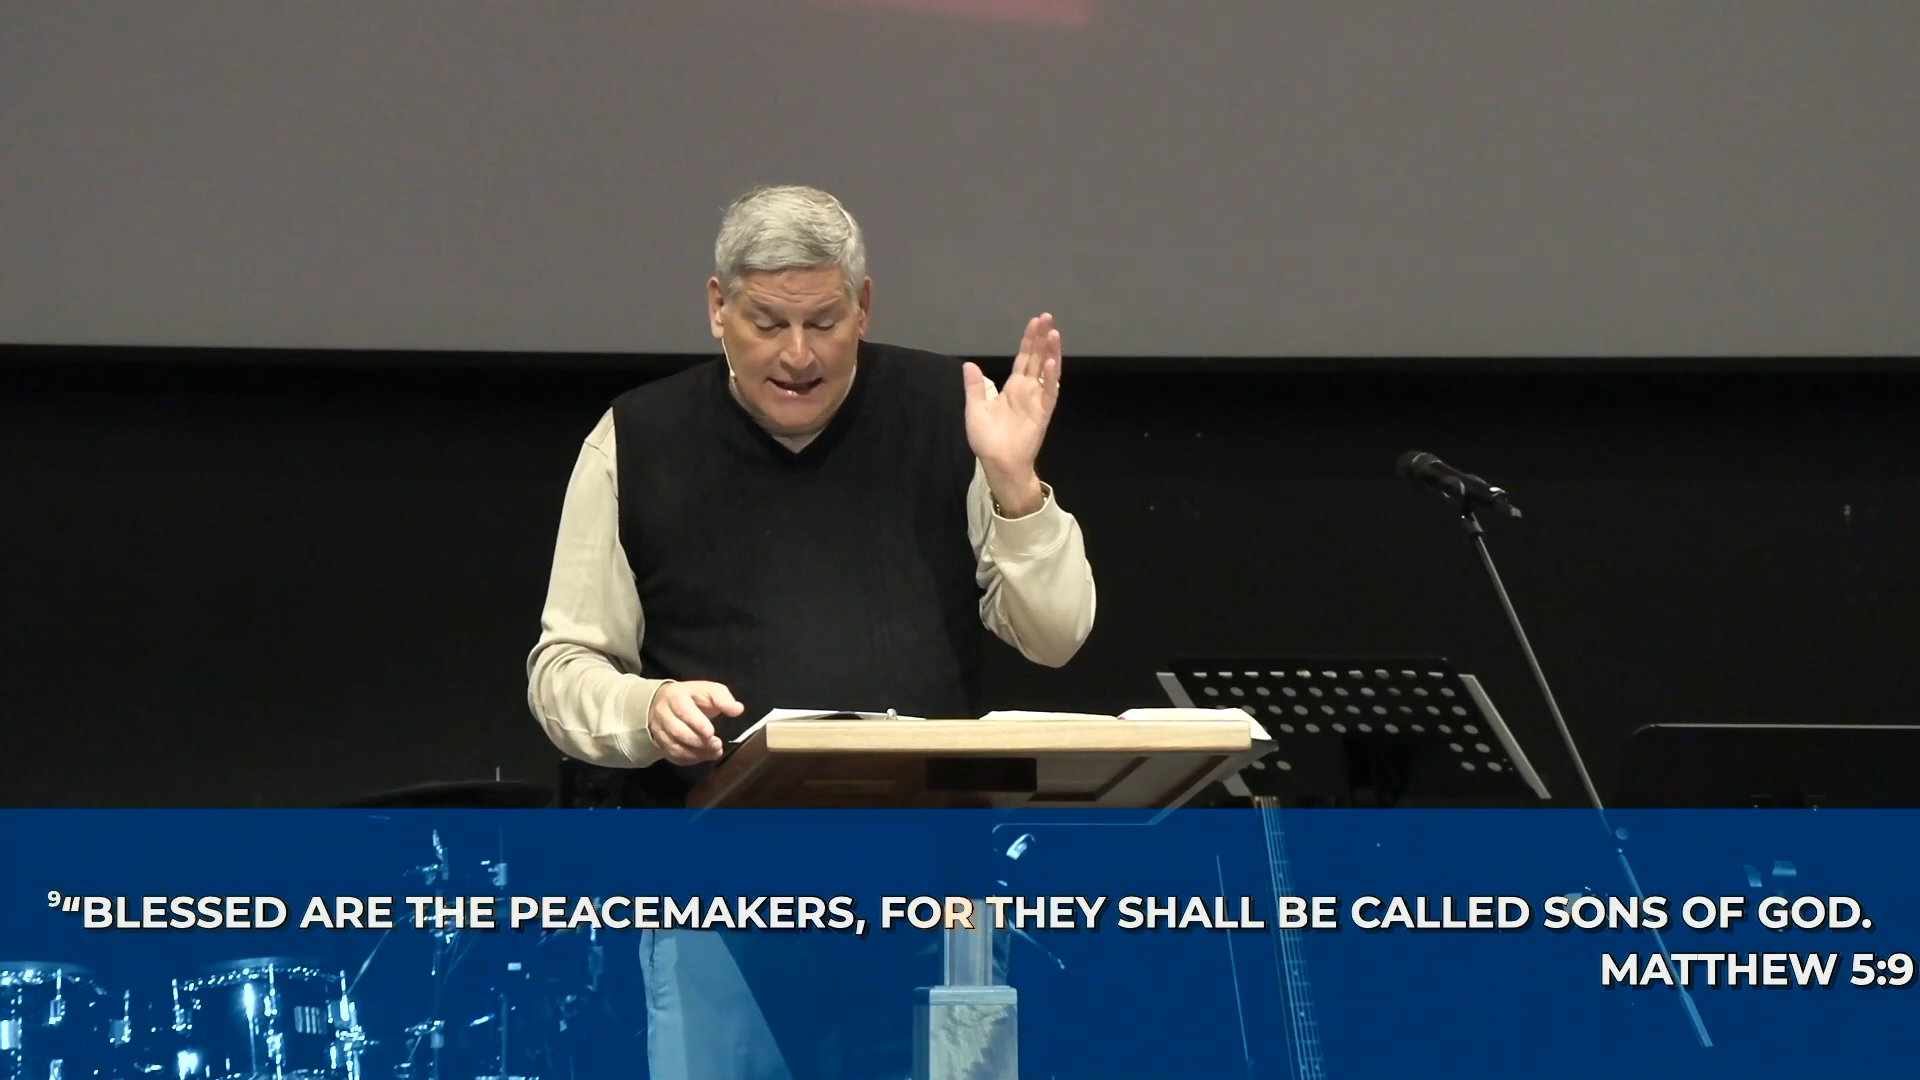 ⁹“BLESSED ARE THE PEACEMAKERS, FOR THEY SHALL BE CALLED SONS OF GOD.
MATTHEW 5:9